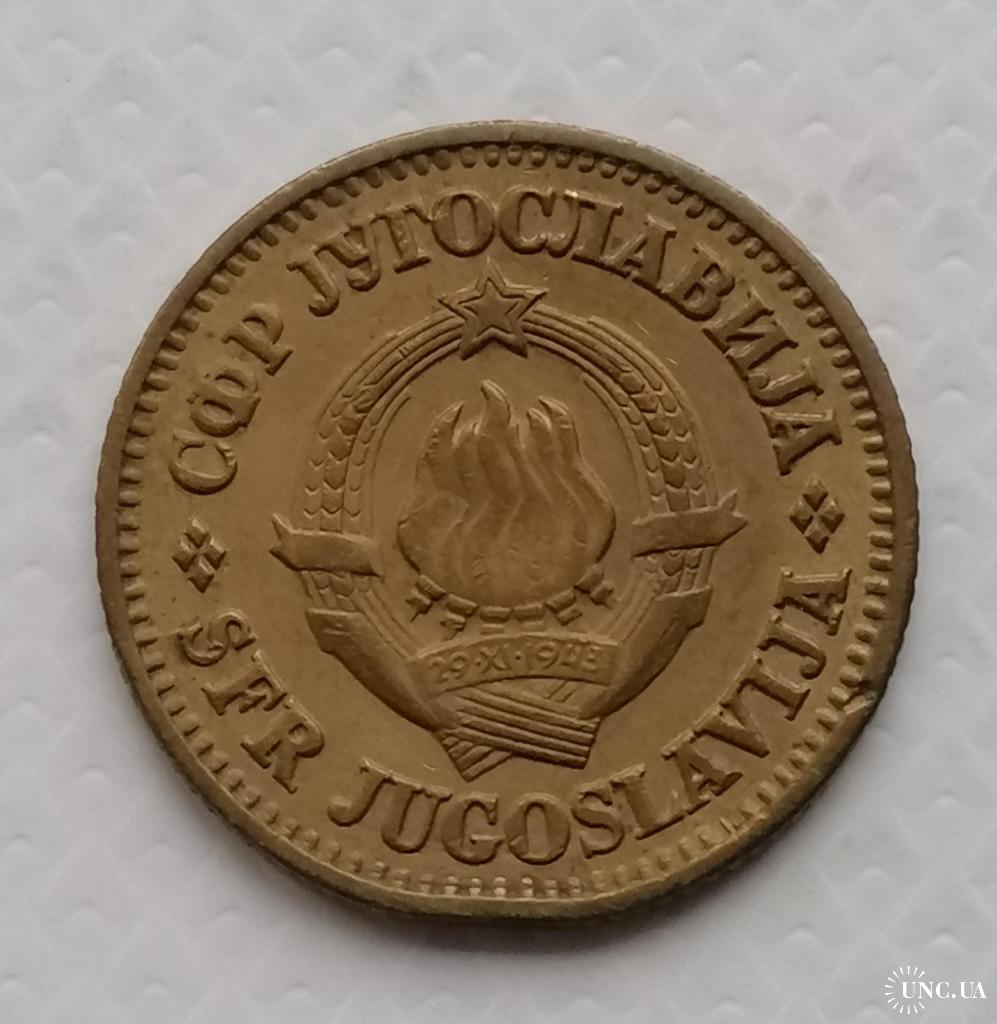 СФР ЈУГОСЛАВИЈА
29·XI·1943
SFR JUGOSLAVIJA
UNC.UA